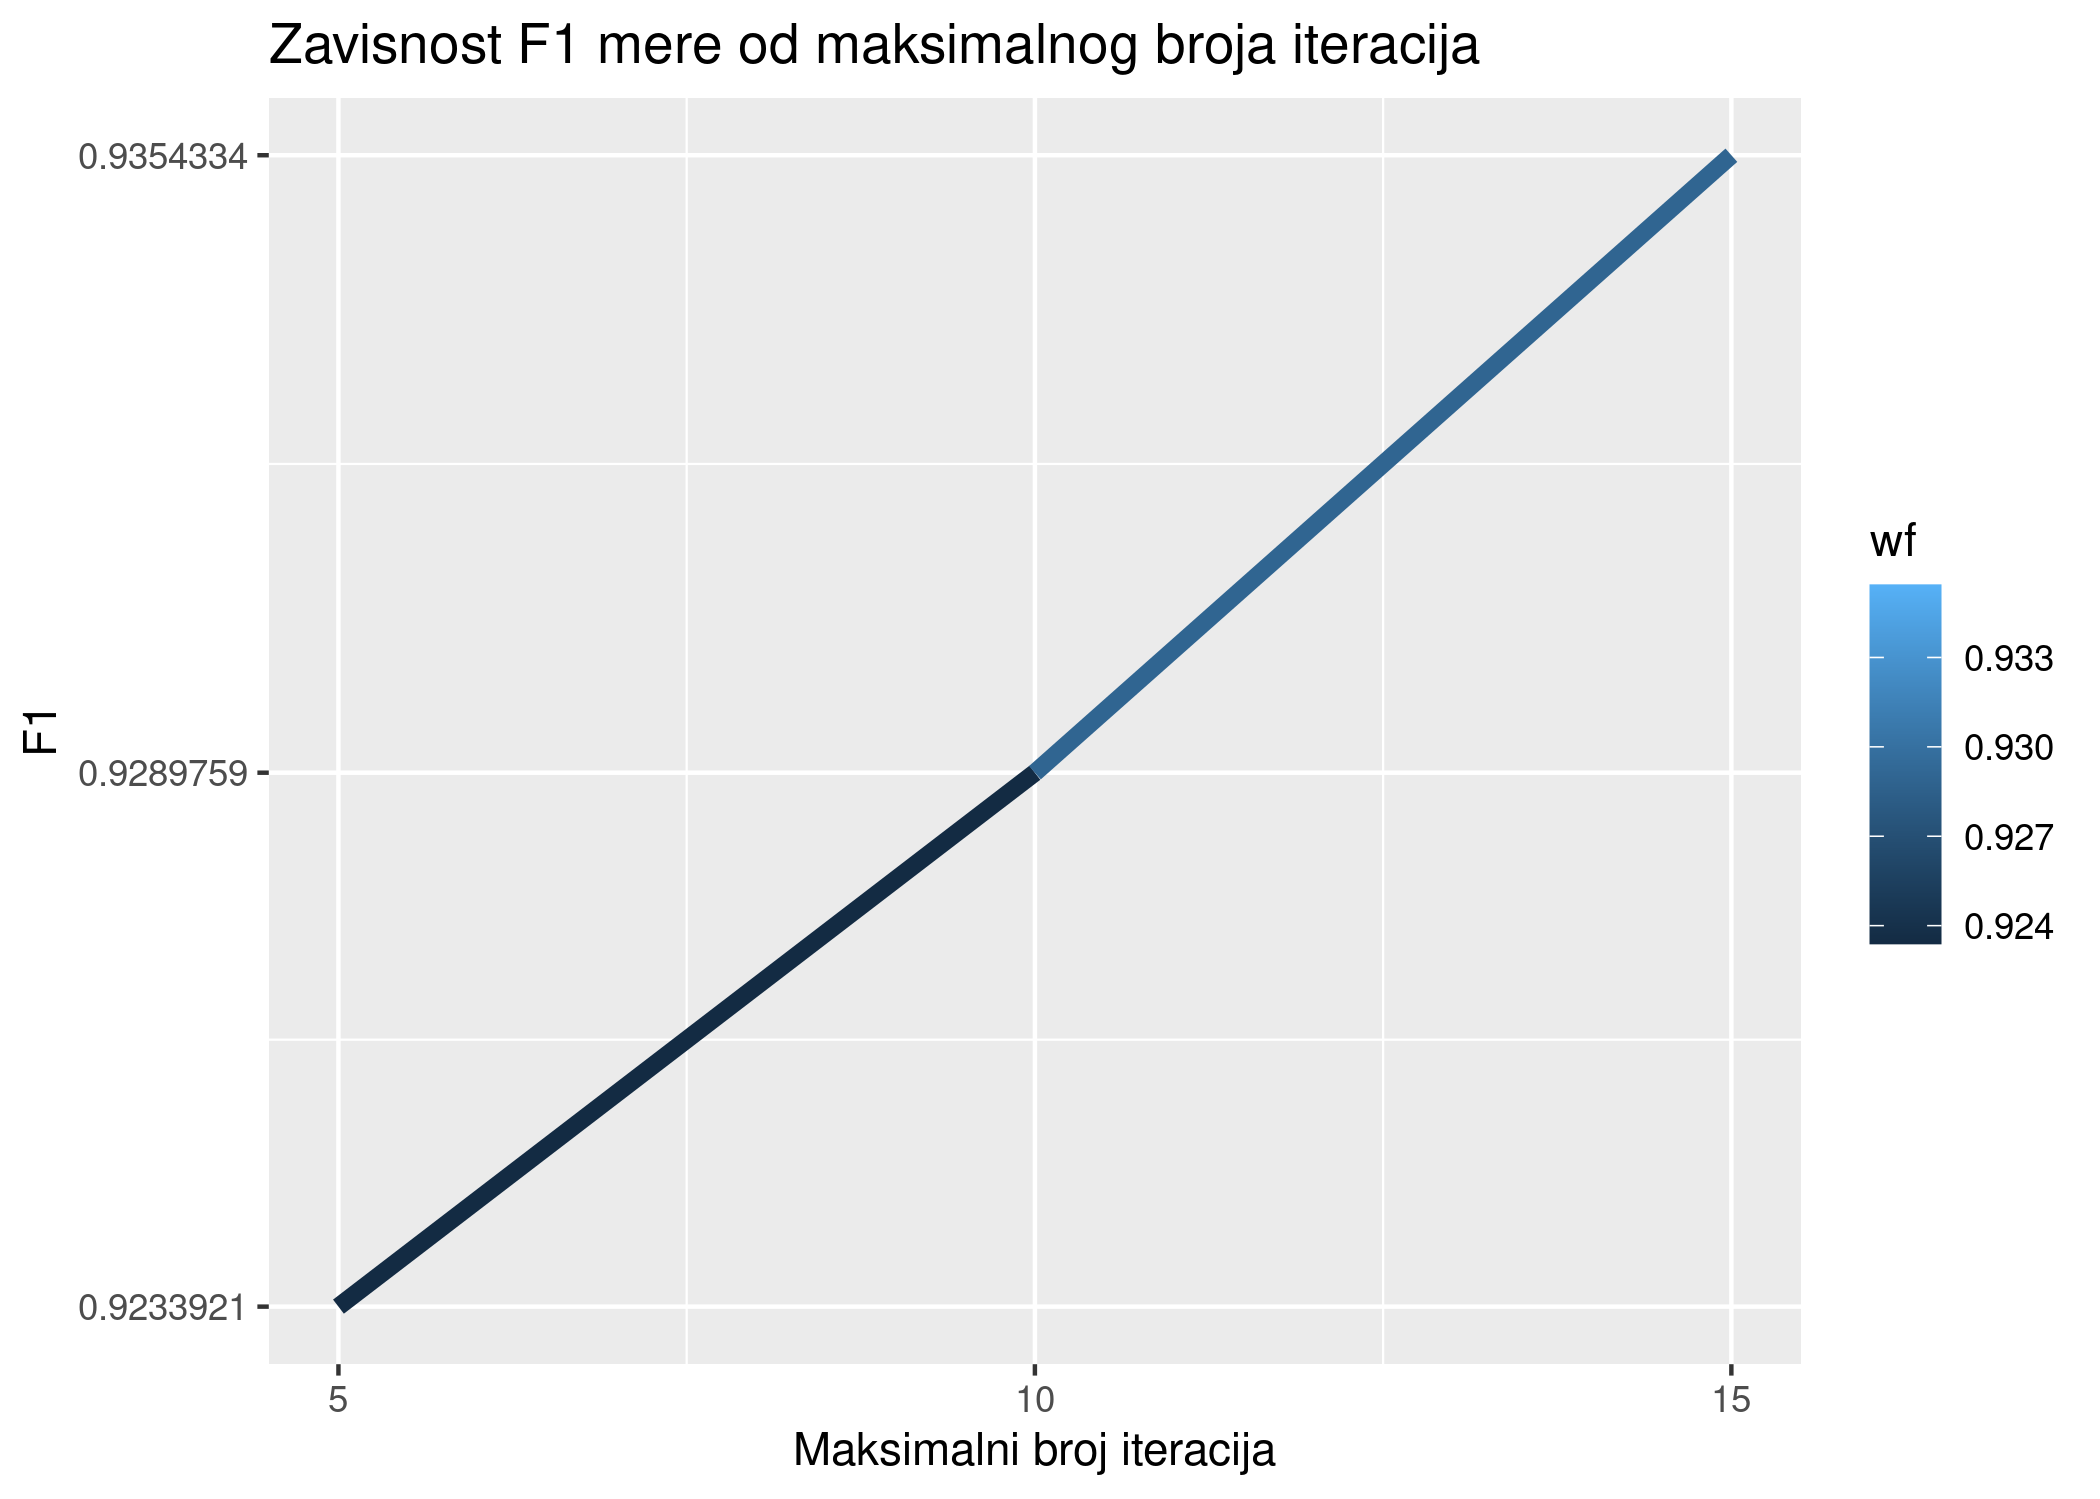 Zavisnost F1 mere od maksimalnog broja iteracija
0.9354334
0.9289759
0.9233921
F1
5
10
15
Maksimalni broj iteracija
wf
0.933
0.930
0.927
0.924